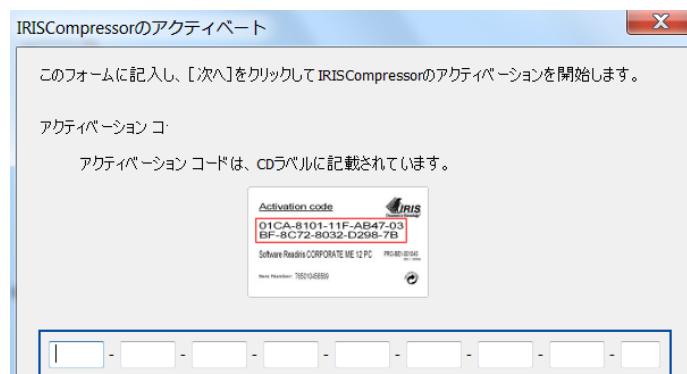 IRISCompressorのアクティベート
X
このフォームに記入し、[次へ]をクリックしてIRISCompressorのアクティベーションを開始します。
アクティベーション コ
アクティベーション コードは、CDラベルに記載されています。
Activation code
IRIS
01CA-8101-11F-AB47-03
BF-8C72-8032-D298-7B
Software Readiris CORPORATE ME 12 PC
Item Number:
- - - - - - - -